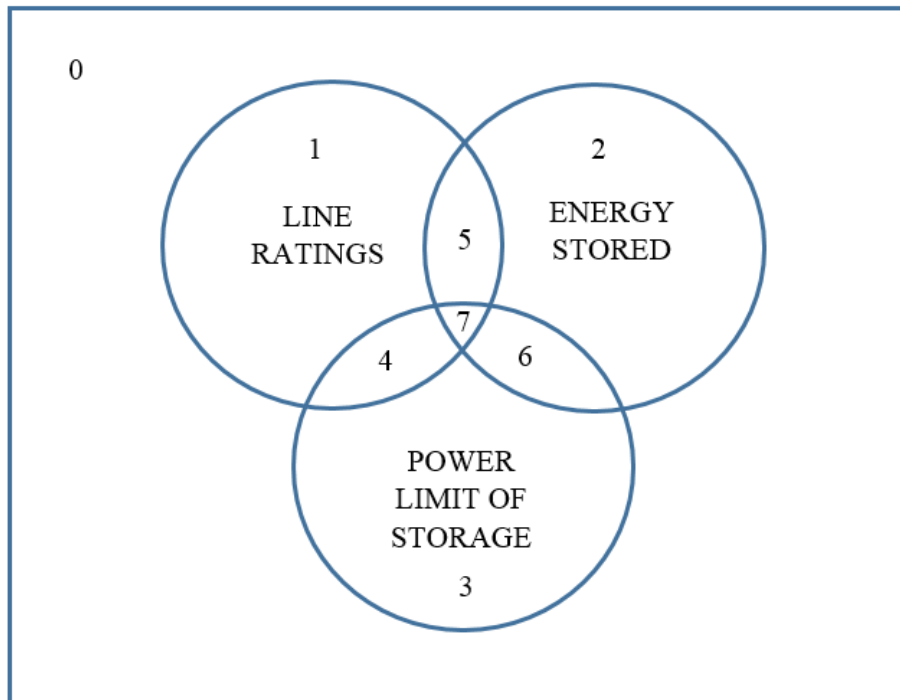 0
1
2
LINE
RATINGS
ENERGY
STORED
5
7
4
6
POWER
LIMIT OF
STORAGE
3